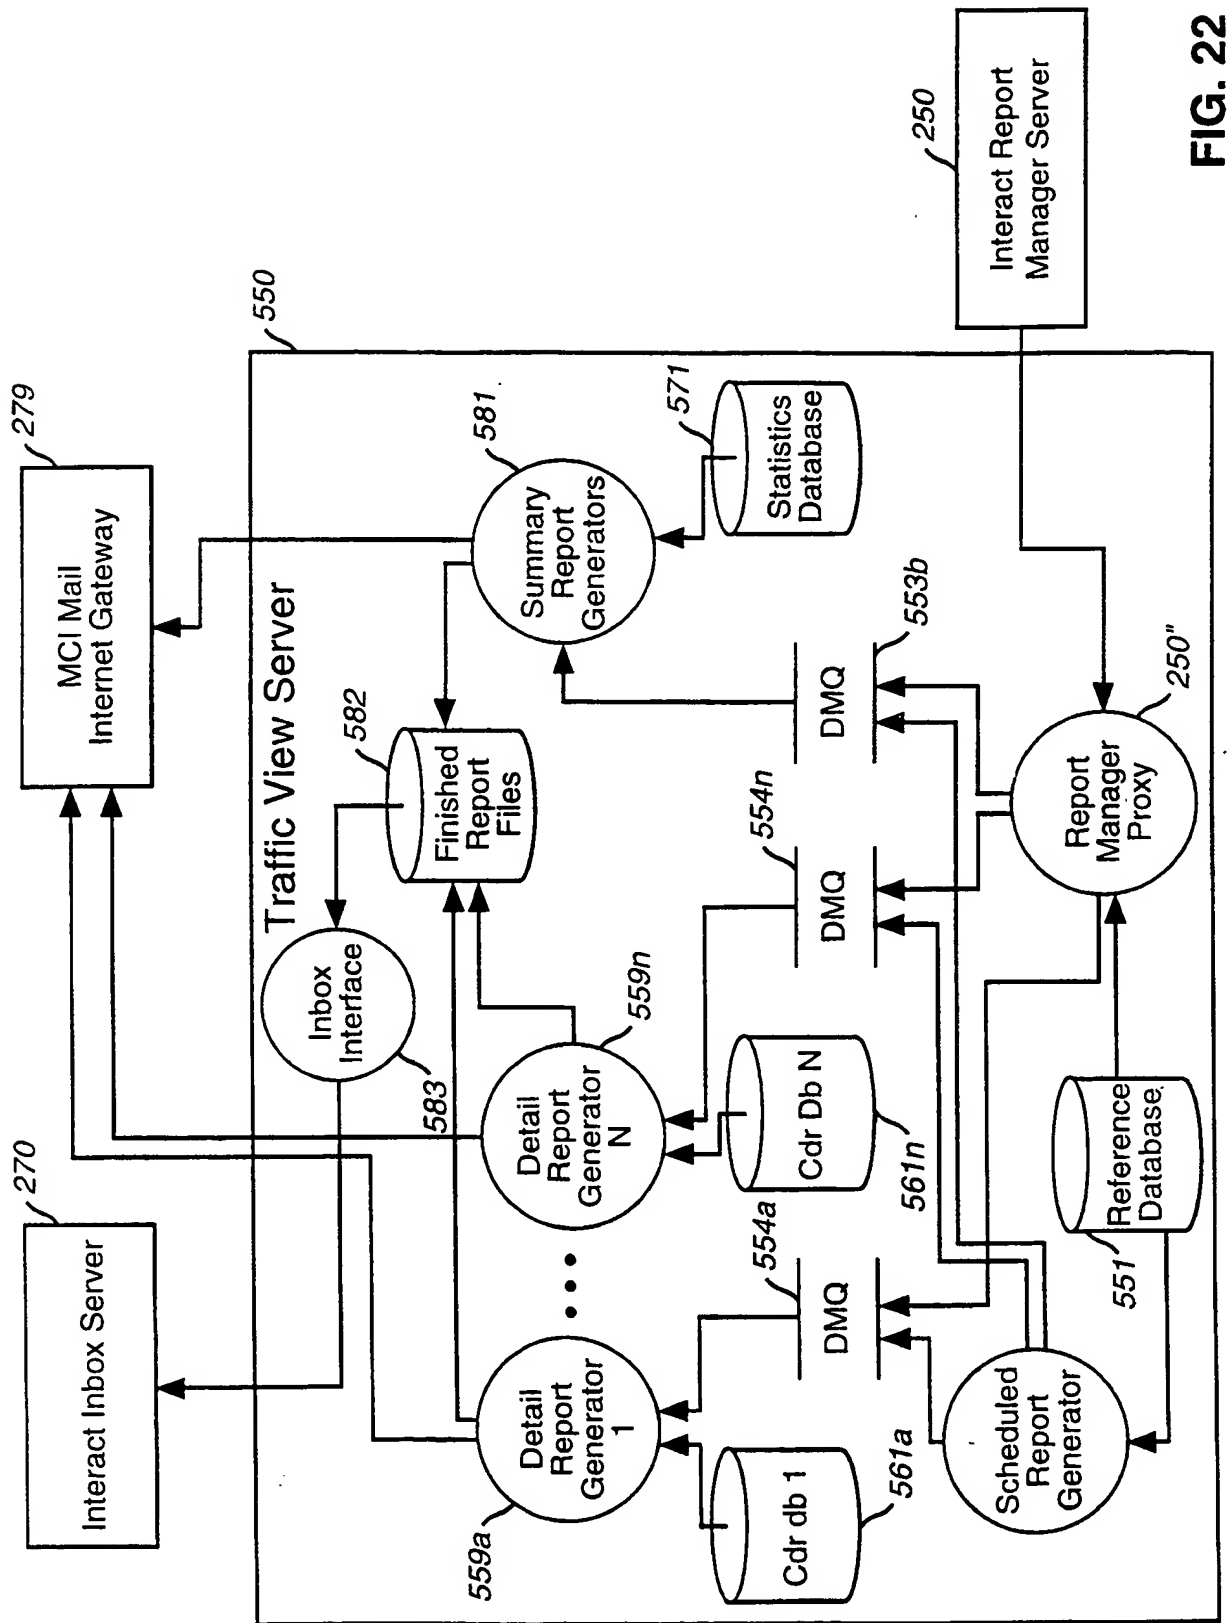 270
Interact Inbox Server
279
MCI Mail
Internet Gateway
550
Traffic View Server
583
Inbox
Interface
582
Finished
Report
Files
581
Summary
Report
Generators
571
Statistics
Database
559a
Detail
Report
Generator
1
559n
Detail
Report
Generator
N
561a
Cdr db 1
561n
Cdr Db N
554a
DMQ
554n
DMQ
553b
DMQ
Scheduled
Report
Generator
551
Reference
Database
250"
Report
Manager
Proxy
250
Interact Report
Manager Server
FIG. 22